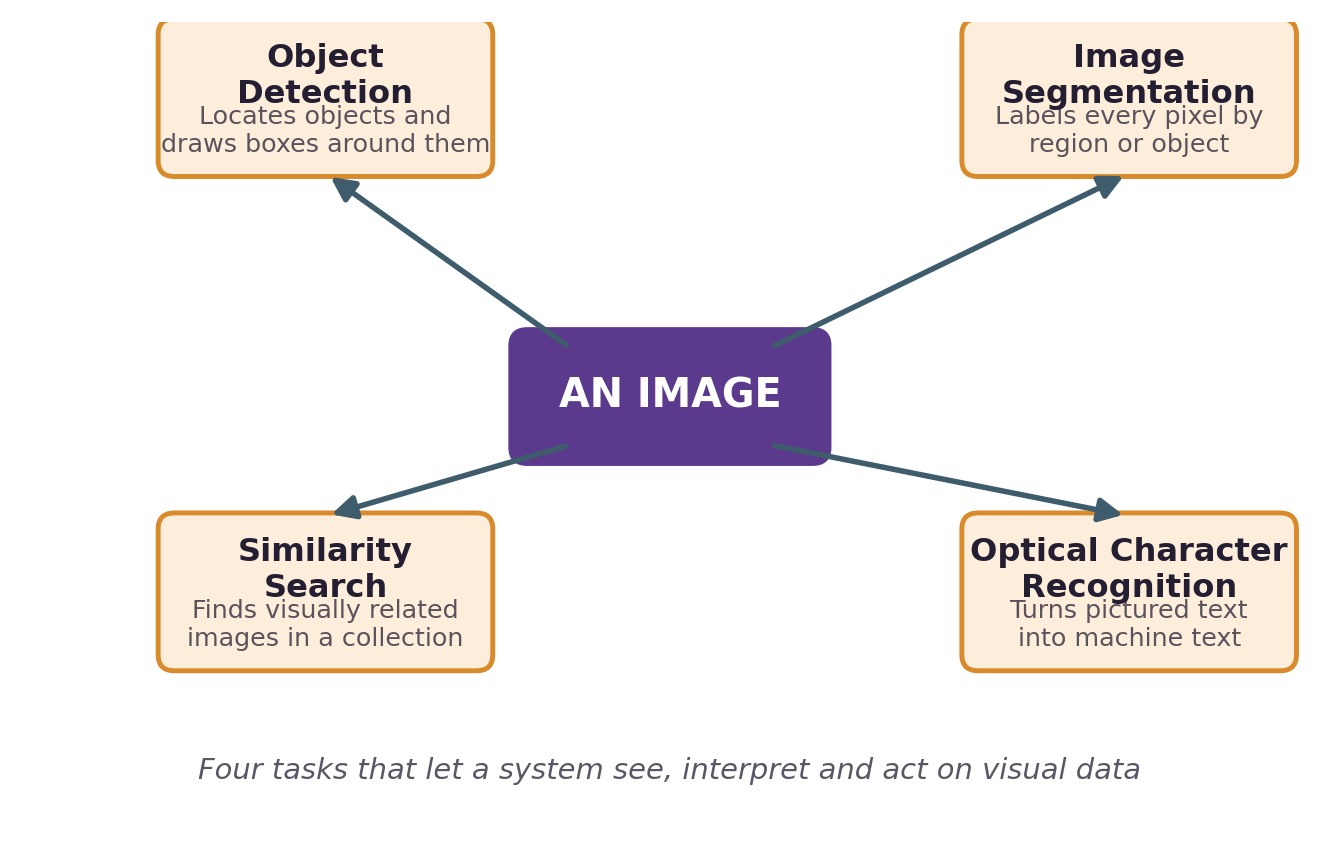 Object
Detection
Locates objects and
draws boxes around them
Image
Segmentation
Labels every pixel by
region or object
AN IMAGE
Similarity
Search
Finds visually related
images in a collection
Optical Character
Recognition
Turns pictured text
into machine text
Four tasks that let a system see, interpret and act on visual data